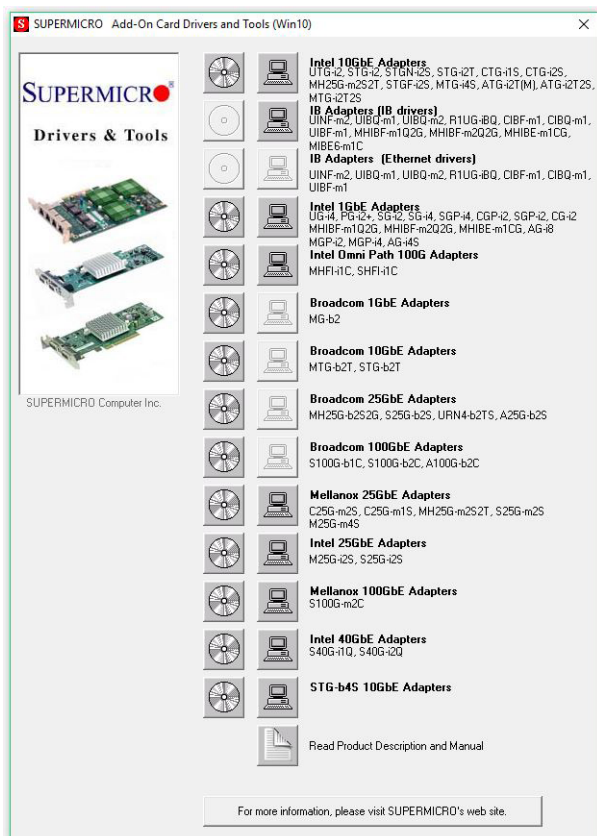 S SUPERMICRO Add-On Card Drivers and Tools (Win10)
SUPERMICRO®
Drivers & Tools
SUPERMICRO Computer Inc.
Intel 10GbE Adapters
UTG-i2, STG-i2, STGN-i2S, STG-i2T, CTG-i1S, CTG-i2S,
MH25G-m2S2T, STGF-i2S, MTG-i4S, ATG-i2T(M), ATG-i2T2S,
MTG-i2T2S
IB Adapters (IB drivers)
UINF-m2, UIBQ-m1, UIBQ-m2, R1UG-iBQ, CIBF-m1, CIBQ-m1,
UIBF-m1, MHIBF-m1Q2G, MHIBF-m2Q2G, MHIBE-m1CG,
MIBE6-m1C
IB Adapters (Ethernet drivers)
UINF-m2, UIBQ-m1, UIBQ-m2, R1UG-IBQ, CIBF-m1, CIBQ-m1,
UIBF-m1
Intel 1GbE Adapters
UG-i4, PG-i2+, SG-i2, SG-i4, SGP-i4, CGP-i2, SGP-i2, CG-i2
MHIBF-m1Q2G, MHIBF-m2Q2G, MHIBE-m1CG, AG-i8
MGP-i2, MGP-i4, AG-i4S
Intel Omni Path 100G Adapters
MHFI-i1C, SHFI-i1C
Broadcom 1GbE Adapters
MG-b2
Broadcom 10GbE Adapters
MTG-b2T, STG-b2T
Broadcom 25GbE Adapters
MH25G-b2S2G, S25G-b2S, URN4-b2TS, A25G-b2S
Broadcom 100GbE Adapters
S100G-b1C, S100G-b2C, A100G-b2C
Mellanox 25GbE Adapters
C25G-m2S, C25G-m1S, MH25G-m2S2T, S25G-m2S
M25G-m4S
Intel 25GbE Adapters
M25G-i2S, S25G-i2S
Mellanox 100GbE Adapters
S100G-m2C
Intel 40GbE Adapters
S40G-i1Q, S40G-i2Q
STG-b4S 10GbE Adapters
Read Product Description and Manual
For more information, please visit SUPERMICRO's web site.